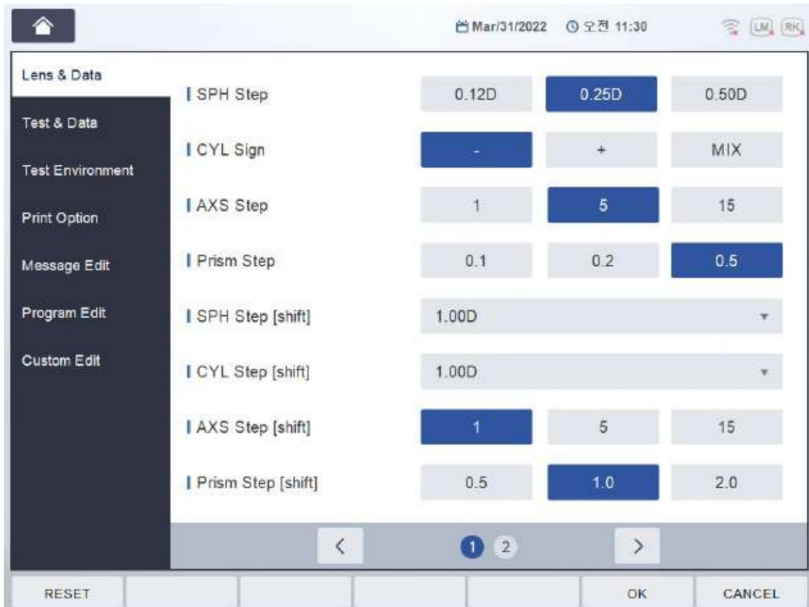 Mar/31/2022 오전 11:30 LM RK
Lens & Data
Test & Data
Test Environment
Print Option
Message Edit
Program Edit
Custom Edit
SPH Step 0.12D 0.25D 0.50D
CYL Sign - + MIX
AXS Step 1 5 15
Prism Step 0.1 0.2 0.5
SPH Step [shift] 1.00D
CYL Step [shift] 1.00D
AXS Step [shift] 1 5 15
Prism Step [shift] 0.5 1.0 2.0
< 1 2 >
RESET OK CANCEL